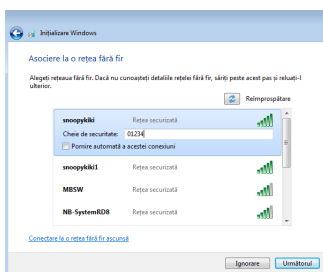 Inițializare Windows
Asociere la o rețea fără fir
Alegeți rețeaua fără fir. Dacă nu cunoașteți detaliile rețelei fără fir, săriți peste acest pas și reluați-l
ulterior.
Reîmprospătare
snoopykiki Rețea securizată
Cheie de securitate: 01234
Pornire automată a acestei conexiuni
snoopykiki1 Rețea securizată
MBSW Rețea securizată
NB-SystemRD8 Rețea securizată
Conectare la o rețea fără fir ascunsă
Ignorare Următorul